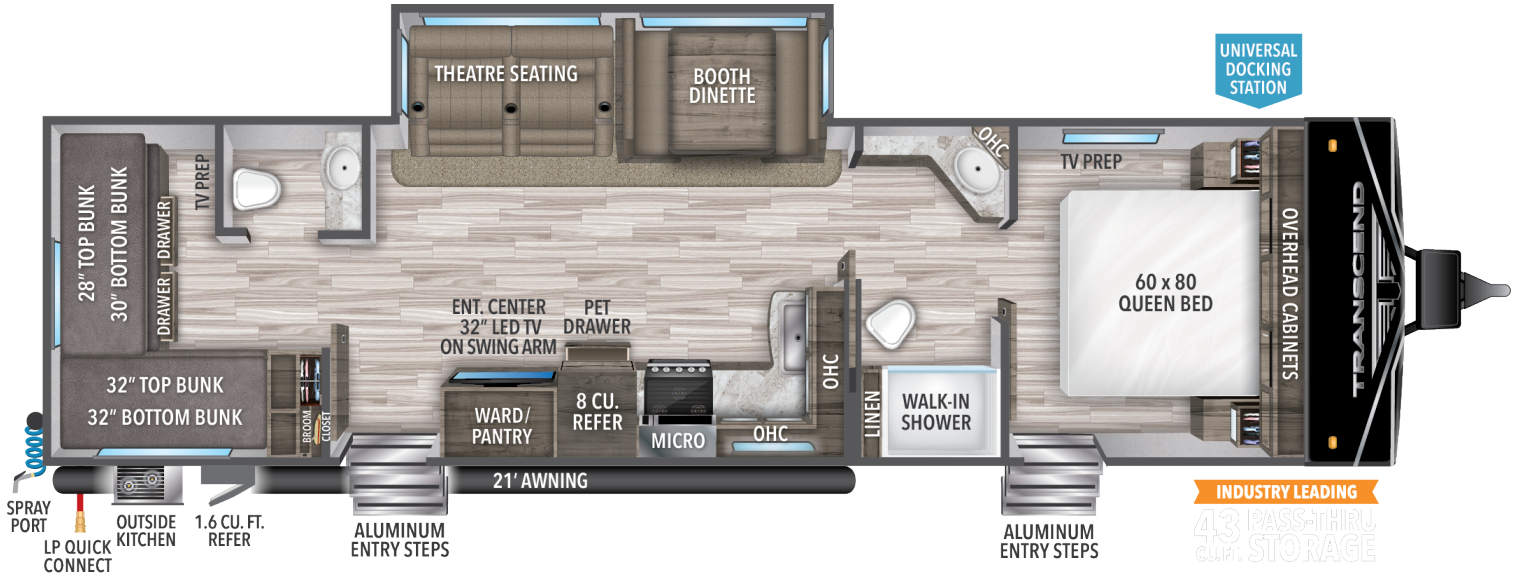 THEATRE SEATING
BOOTH
DINETTE
UNIVERSAL
DOCKING
STATION
28" TOP BUNK
30" BOTTOM BUNK
DRAWER
DRAWER
TV PREP
OHC
TV PREP
60 x 80
QUEEN BED
OVERHEAD CABINETS
TRANSCEND
ENT. CENTER
32" LED TV
ON SWING ARM
PET
DRAWER
32" TOP BUNK
32" BOTTOM BUNK
BROOM
CLOSET
WARD/
PANTRY
8 CU.
REFER
MICRO
OHC
OHC
LINEN
WALK-IN
SHOWER
21' AWNING
SPRAY
PORT
LP QUICK
CONNECT
OUTSIDE
KITCHEN
1.6 CU. FT.
REFER
ALUMINUM
ENTRY STEPS
ALUMINUM
ENTRY STEPS
INDUSTRY LEADING
43
CU.FT.
PASS-THRU
STORAGE